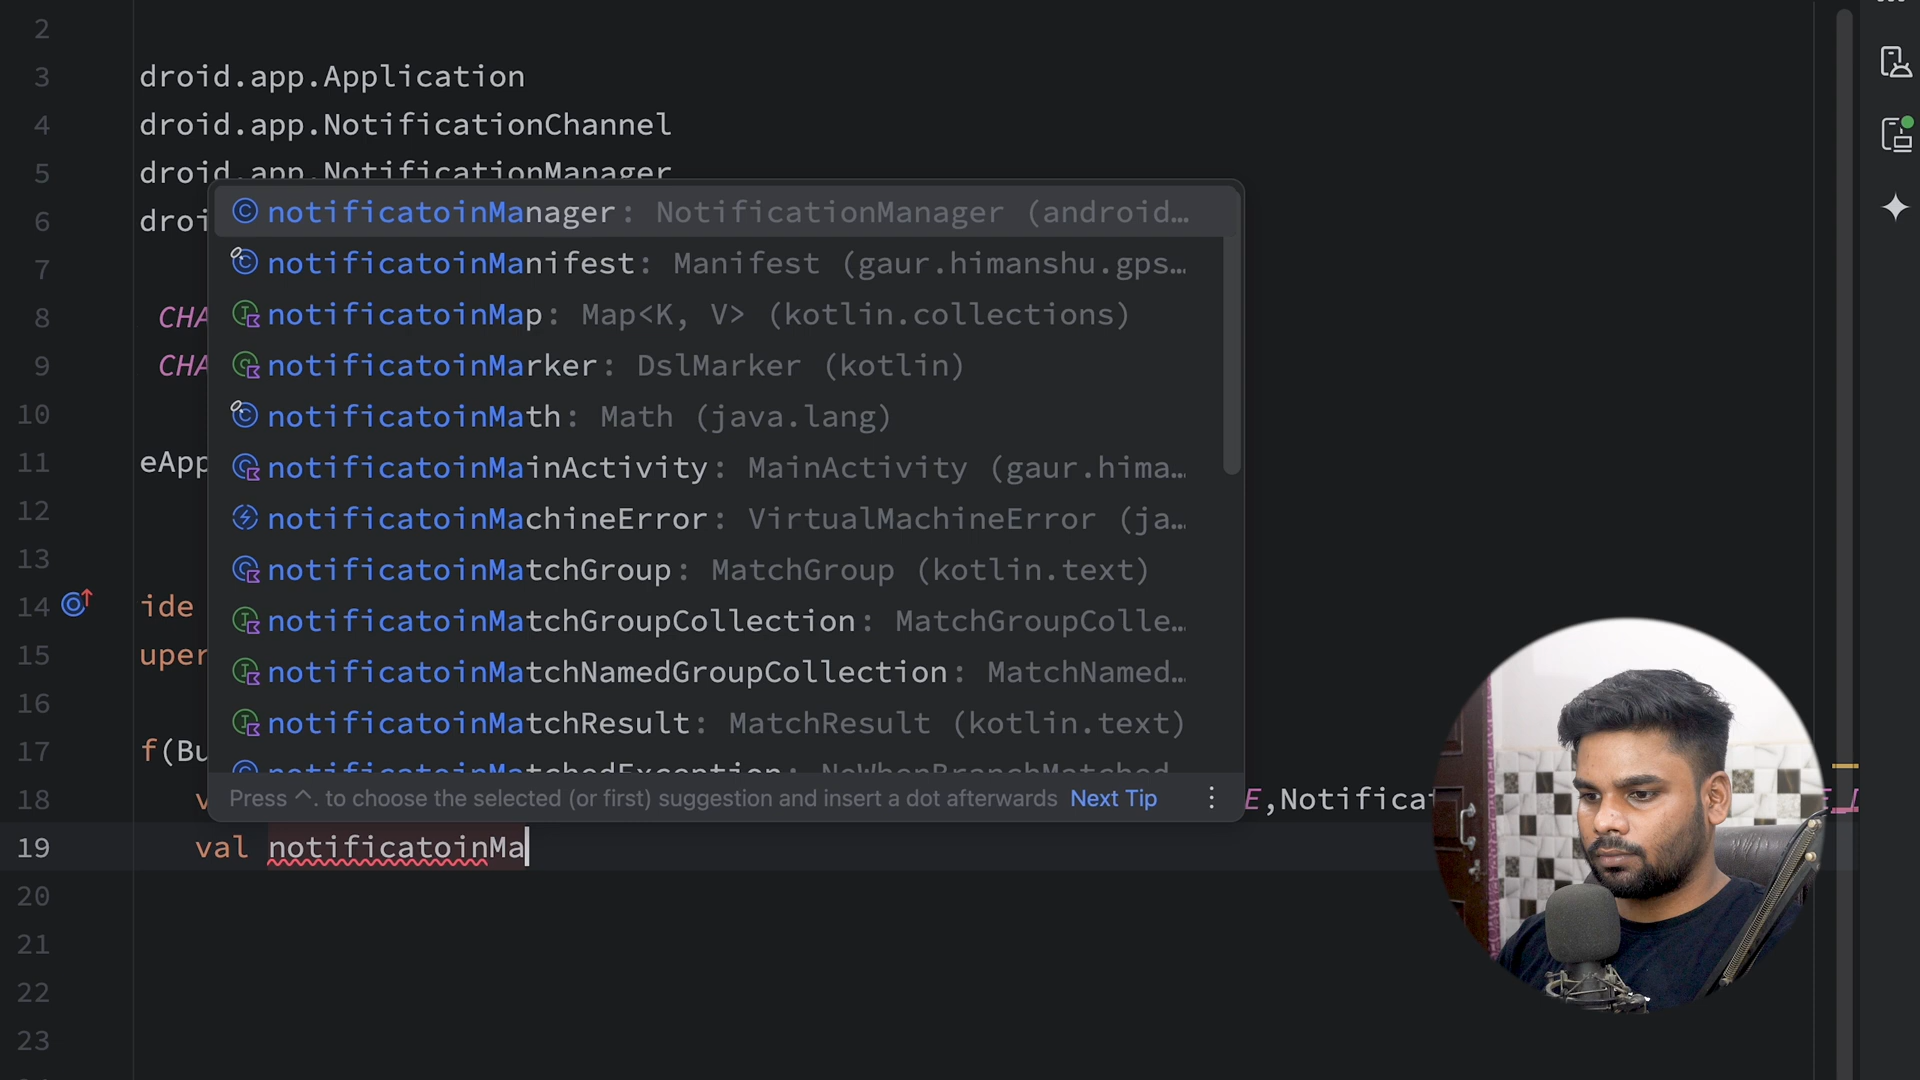 2
3 droid.app.Application
4 droid.app.NotificationChannel
5 droid.app.NotificationManager
6 droi
7
8 CHA
9 CHA
10
11 eApp
12
13
14 ide
15 uper
16
17 f(Bu
18 E,Notifica
19 val notificatoinMa
20
21
22
23
notificatoinManager: NotificationManager (android…
notificatoinManifest: Manifest (gaur.himanshu.gps…
notificatoinMap: Map<K, V> (kotlin.collections)
notificatoinMarker: DslMarker (kotlin)
notificatoinMath: Math (java.lang)
notificatoinMainActivity: MainActivity (gaur.hima…
notificatoinMachineError: VirtualMachineError (ja…
notificatoinMatchGroup: MatchGroup (kotlin.text)
notificatoinMatchGroupCollection: MatchGroupColle…
notificatoinMatchNamedGroupCollection: MatchNamed…
notificatoinMatchResult: MatchResult (kotlin.text)
notificatoinMatchedException: NoWhenBranchMatched
Press ^. to choose the selected (or first) suggestion and insert a dot afterwards Next Tip